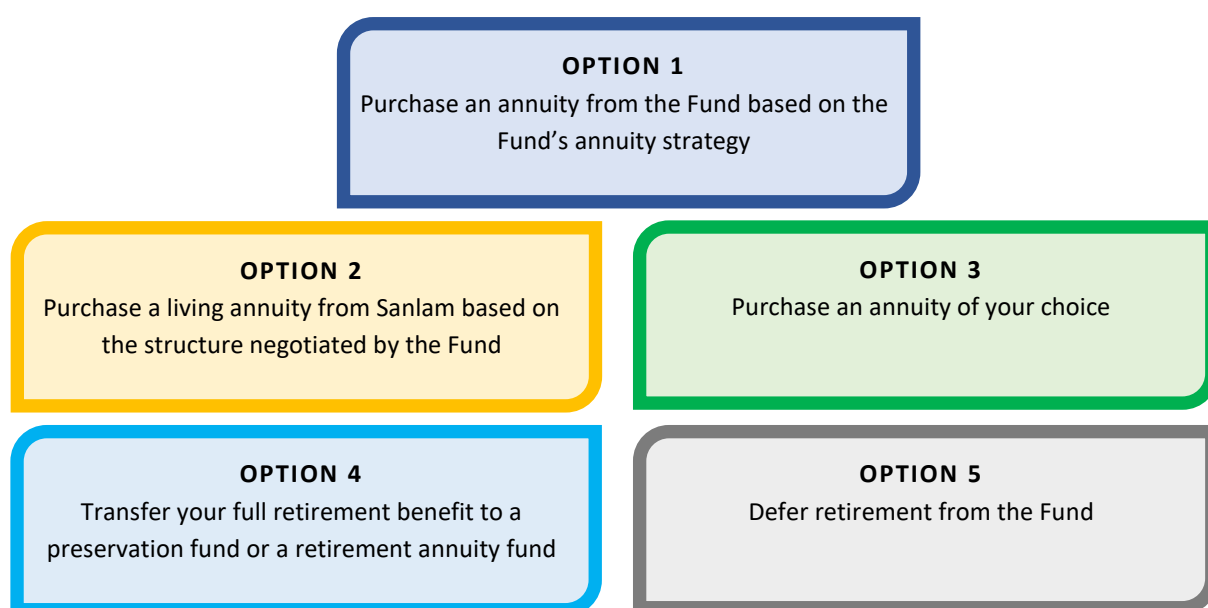 OPTION 1
Purchase an annuity from the Fund based on the
Fund’s annuity strategy
OPTION 2
Purchase a living annuity from Sanlam based on
the structure negotiated by the Fund
OPTION 3
Purchase an annuity of your choice
OPTION 4
Transfer your full retirement benefit to a
preservation fund or a retirement annuity fund
OPTION 5
Defer retirement from the Fund